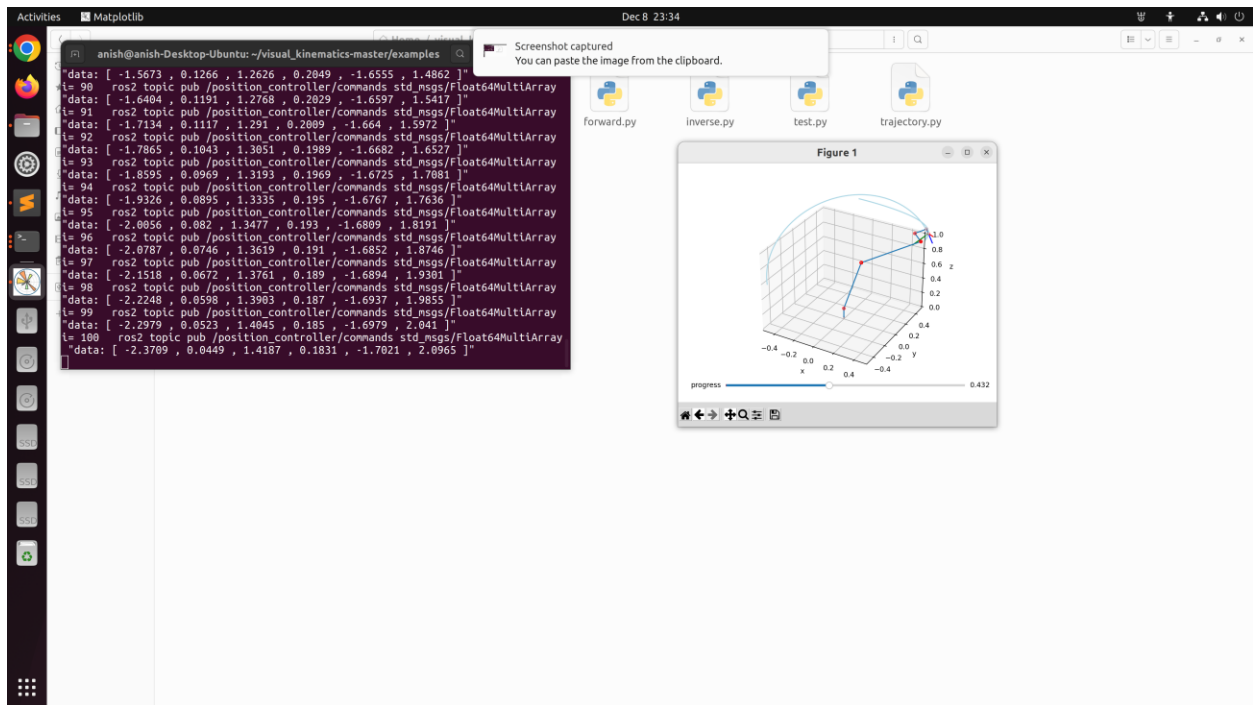 Activities Matplotlib Dec 8 23:34
anish@anish-Desktop-Ubuntu: ~/visual_kinematics-master/examples
Screenshot captured
You can paste the image from the clipboard.
Home / visual_k
"data: [ -1.5673 , 0.1266 , 1.2626 , 0.2049 , -1.6555 , 1.4862 ]"
i= 90 ros2 topic pub /position_controller/commands std_msgs/Float64MultiArray
"data: [ -1.6404 , 0.1191 , 1.2768 , 0.2029 , -1.6597 , 1.5417 ]"
i= 91 ros2 topic pub /position_controller/commands std_msgs/Float64MultiArray
"data: [ -1.7134 , 0.1117 , 1.291 , 0.2009 , -1.664 , 1.5972 ]"
i= 92 ros2 topic pub /position_controller/commands std_msgs/Float64MultiArray
"data: [ -1.7865 , 0.1043 , 1.3051 , 0.1989 , -1.6682 , 1.6527 ]"
i= 93 ros2 topic pub /position_controller/commands std_msgs/Float64MultiArray
"data: [ -1.8595 , 0.0969 , 1.3193 , 0.1969 , -1.6725 , 1.7081 ]"
i= 94 ros2 topic pub /position_controller/commands std_msgs/Float64MultiArray
"data: [ -1.9326 , 0.0895 , 1.3335 , 0.195 , -1.6767 , 1.7636 ]"
i= 95 ros2 topic pub /position_controller/commands std_msgs/Float64MultiArray
"data: [ -2.0056 , 0.082 , 1.3477 , 0.193 , -1.6809 , 1.8191 ]"
i= 96 ros2 topic pub /position_controller/commands std_msgs/Float64MultiArray
"data: [ -2.0787 , 0.0746 , 1.3619 , 0.191 , -1.6852 , 1.8746 ]"
i= 97 ros2 topic pub /position_controller/commands std_msgs/Float64MultiArray
"data: [ -2.1518 , 0.0672 , 1.3761 , 0.189 , -1.6894 , 1.9301 ]"
i= 98 ros2 topic pub /position_controller/commands std_msgs/Float64MultiArray
"data: [ -2.2248 , 0.0598 , 1.3903 , 0.187 , -1.6937 , 1.9855 ]"
i= 99 ros2 topic pub /position_controller/commands std_msgs/Float64MultiArray
"data: [ -2.2979 , 0.0523 , 1.4045 , 0.185 , -1.6979 , 2.041 ]"
i= 100 ros2 topic pub /position_controller/commands std_msgs/Float64MultiArray
"data: [ -2.3709 , 0.0449 , 1.4187 , 0.1831 , -1.7021 , 2.0965 ]"
forward.py inverse.py test.py trajectory.py
Figure 1
1.0
0.8
0.6 z
0.4
0.2
0.0
0.4
0.2
0.0 y
-0.2
-0.4
-0.4 -0.2 0.0 0.2 0.4
x
progress 0.432
SSD
SSD
SSD